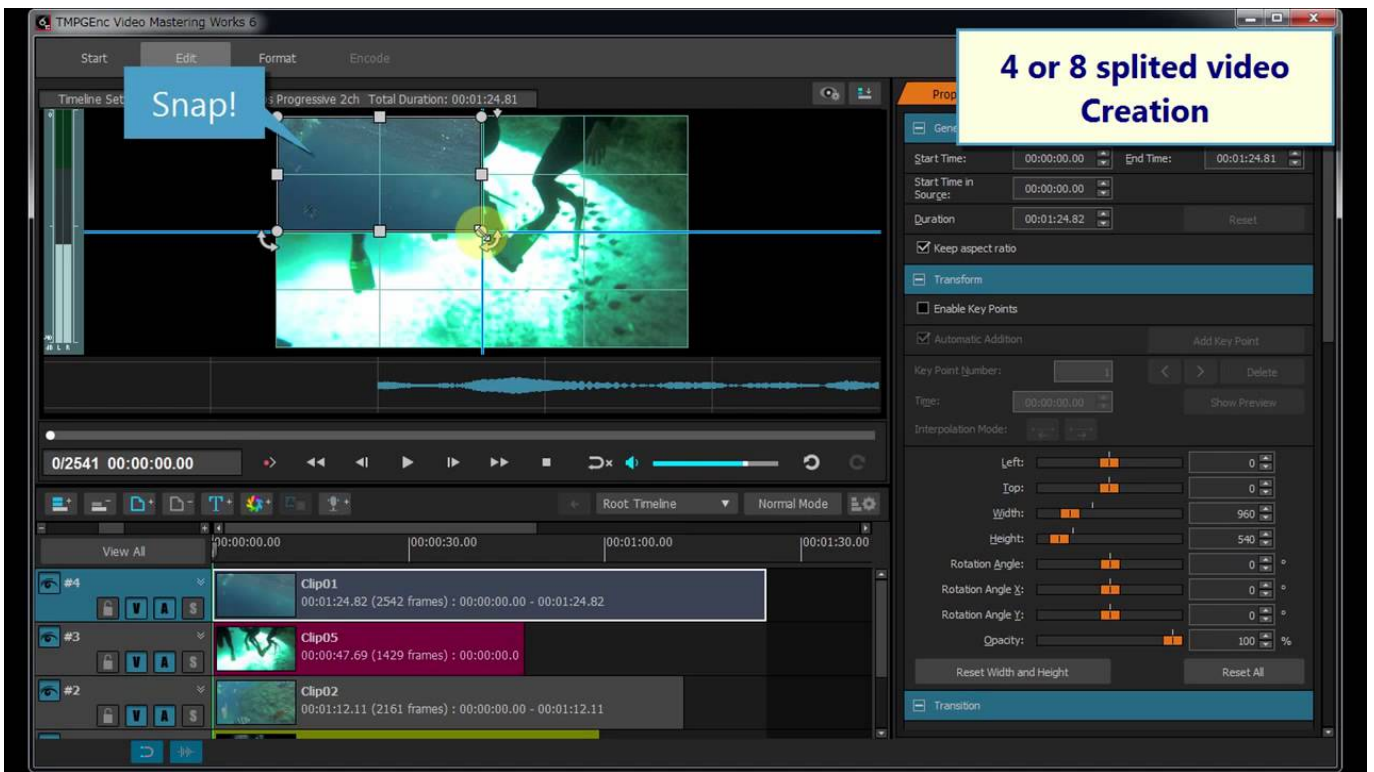 TMPGEnc Video Mastering Works 6
Start Edit Format Encode
4 or 8 splited video
Creation
Snap!
Timeline Set
s Progressive 2ch Total Duration: 00:01:24.81
Prop
Gene
Start Time: 00:00:00.00 End Time: 00:01:24.81
Start Time in
Source: 00:00:00.00
Duration 00:01:24.82 Reset
Keep aspect ratio
Transform
Enable Key Points
Automatic Addition Add Key Point
Key Point Number: 1 Delete
Time: 00:00:00.00 Show Preview
Interpolation Mode:
Left: 0
Top: 0
Width: 960
Height: 540
Rotation Angle: 0 °
Rotation Angle X: 0 °
Rotation Angle Y: 0 °
Opacity: 100 %
Reset Width and Height Reset All
Transition
0/2541 00:00:00.00
Root Timeline Normal Mode
View All 00:00:00.00 00:00:30.00 00:01:00.00 00:01:30.00
#4 Clip01
V A S 00:01:24.82 (2542 frames) : 00:00:00.00 - 00:01:24.82
#3 Clip05
V A S 00:00:47.69 (1429 frames) : 00:00:00.0
#2 Clip02
V A S 00:01:12.11 (2161 frames) : 00:00:00.00 - 00:01:12.11